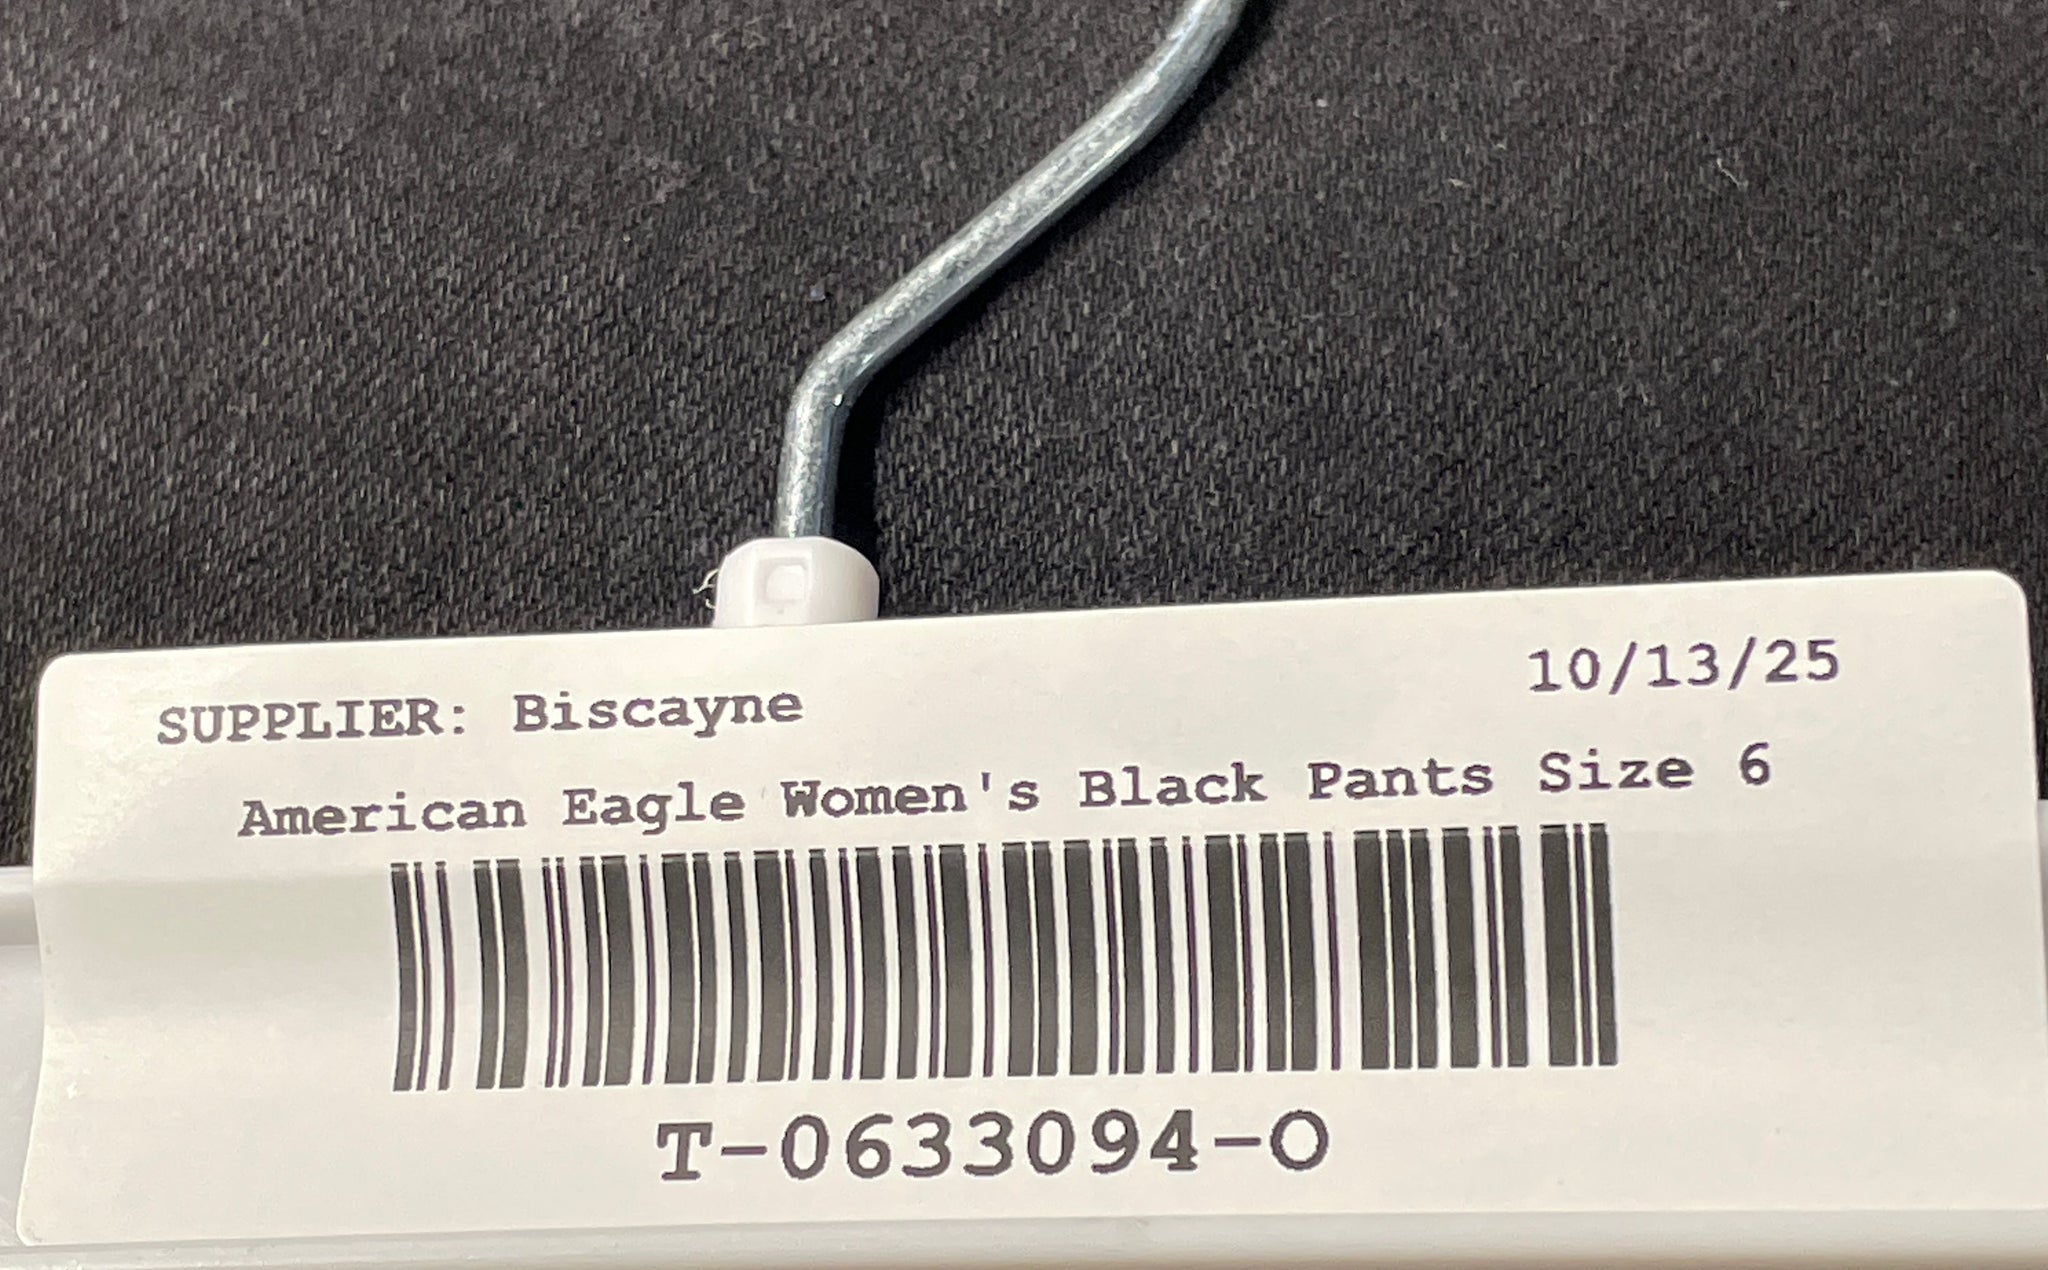 SUPPLIER: Biscayne 10/13/25
American Eagle Women's Black Pants Size 6
T-0633094-O